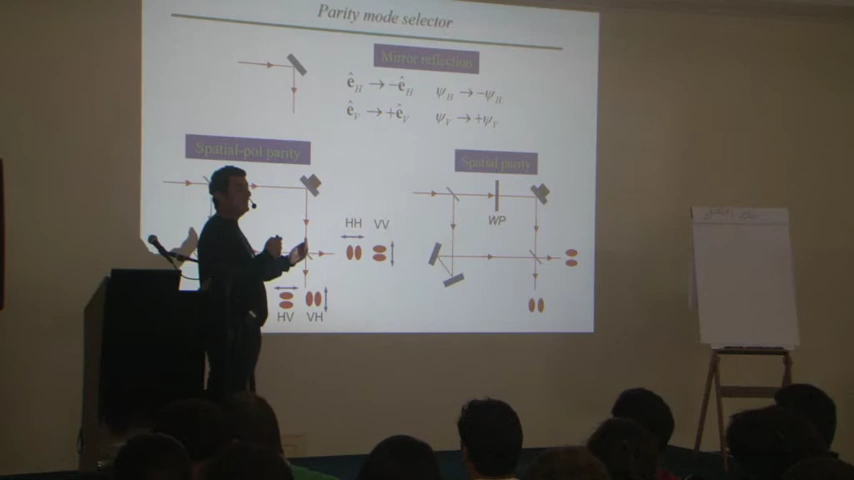 Parity mode selector
Mirror reflection
ê_H → -ê_H ψ_H → -ψ_H
ê_V → +ê_V ψ_V → +ψ_V
Spatial-pol parity
Spatial parity
WP
HH VV
HV VH